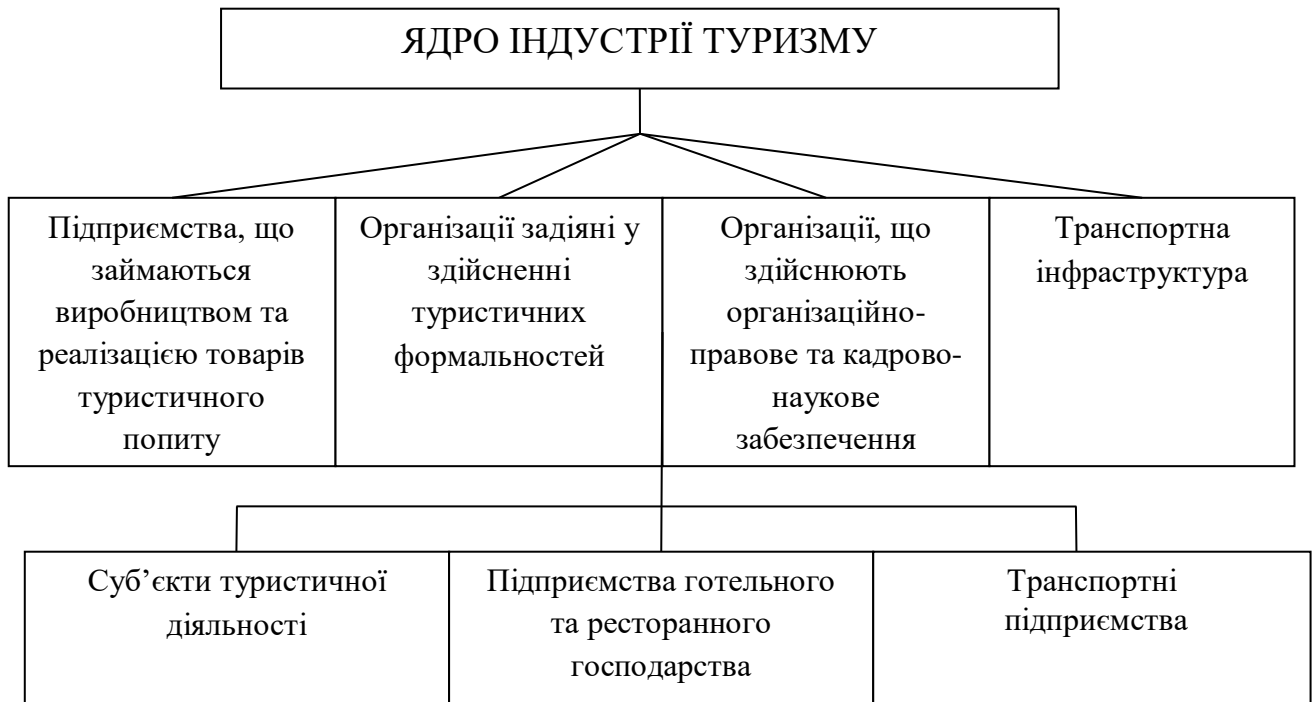 ЯДРО ІНДУСТРІЇ ТУРИЗМУ
Підприємства, що
займаються
виробництвом та
реалізацією товарів
туристичного
попиту
Організації задіяні у
здійсненні
туристичних
формальностей
Організації, що
здійснюють
організаційно-
правове та кадрово-
наукове
забезпечення
Транспортна
інфраструктура
Суб’єкти туристичної
діяльності
Підприємства готельного
та ресторанного
господарства
Транспортні
підприємства